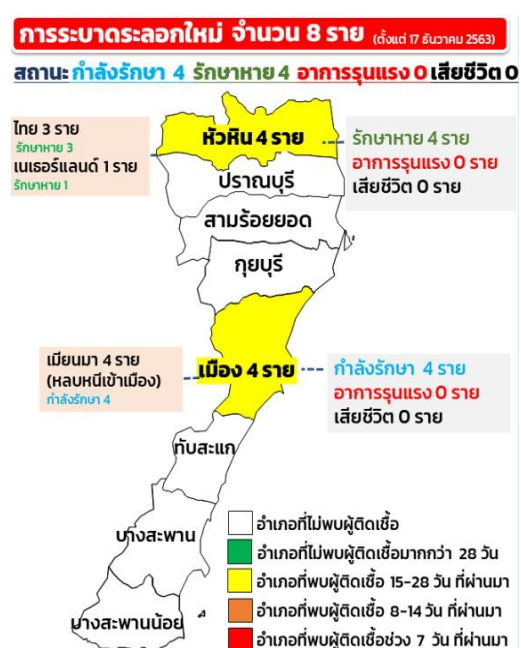 การระบาดระลอกใหม่ จำนวน 8 ราย (ตั้งแต่ 17 ธันวาคม 2563)
สถานะ กำลังรักษา 4 รักษาหาย 4 อาการรุนแรง 0 เสียชีวิต 0
ไทย 3 ราย
รักษาหาย 3
เนเธอร์แลนด์ 1 ราย
รักษาหาย 1
หัวหิน 4 ราย
รักษาหาย 4 ราย
อาการรุนแรง 0 ราย
เสียชีวิต 0 ราย
ปราณบุรี
สามร้อยยอด
กุยบุรี
เมียนมา 4 ราย
(หลบหนีเข้าเมือง)
กำลังรักษา 4
เมือง 4 ราย
กำลังรักษา 4 ราย
อาการรุนแรง 0 ราย
เสียชีวิต 0 ราย
ทับสะแก
บางสะพาน
บางสะพานน้อย
อำเภอที่ไม่พบผู้ติดเชื้อ
อำเภอที่ไม่พบผู้ติดเชื้อมากกว่า 28 วัน
อำเภอที่พบผู้ติดเชื้อ 15-28 วัน ที่ผ่านมา
อำเภอที่พบผู้ติดเชื้อ 8-14 วัน ที่ผ่านมา
อำเภอที่พบผู้ติดเชื้อช่วง 7 วัน ที่ผ่านมา